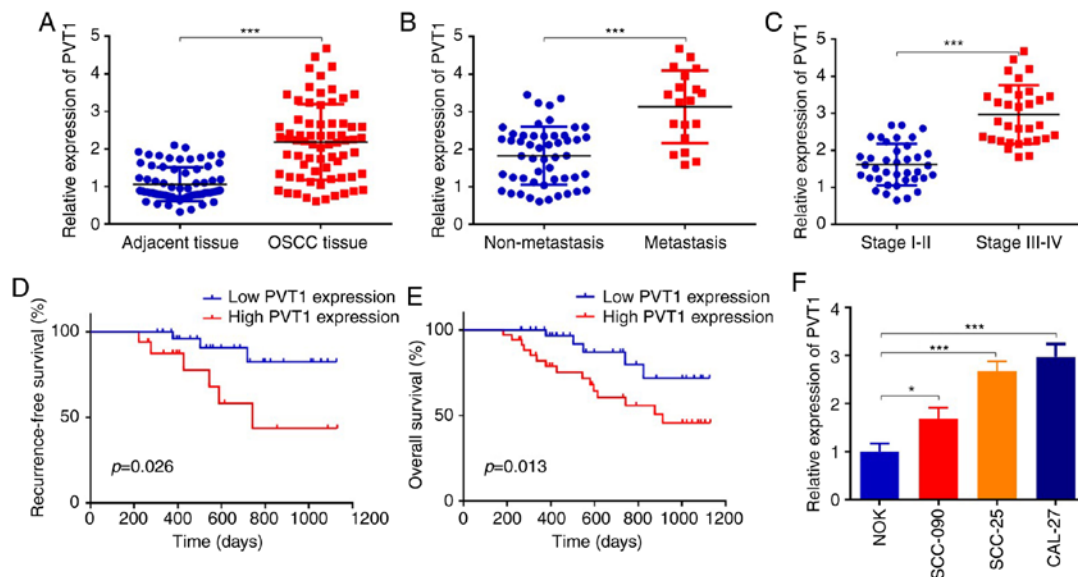 A
Relative expression of PVT1
5
4
3
2
1
0
***
Adjacent tissue OSCC tissue
B
Relative expression of PVT1
5
4
3
2
1
0
***
Non-metastasis Metastasis
C
Relative expression of PVT1
5
4
3
2
1
0
***
Stage I-II Stage III-IV
D
Low PVT1 expression
High PVT1 expression
Recurrence-free survival (%)
100
50
0
p=0.026
0 200 400 600 800 1000 1200
Time (days)
E
Low PVT1 expression
High PVT1 expression
Overall survival (%)
100
50
0
p=0.013
0 200 400 600 800 1000 1200
Time (days)
F
Relative expression of PVT1
4
3
2
1
0
***
***
*
NOK
SCC-090
SCC-25
CAL-27